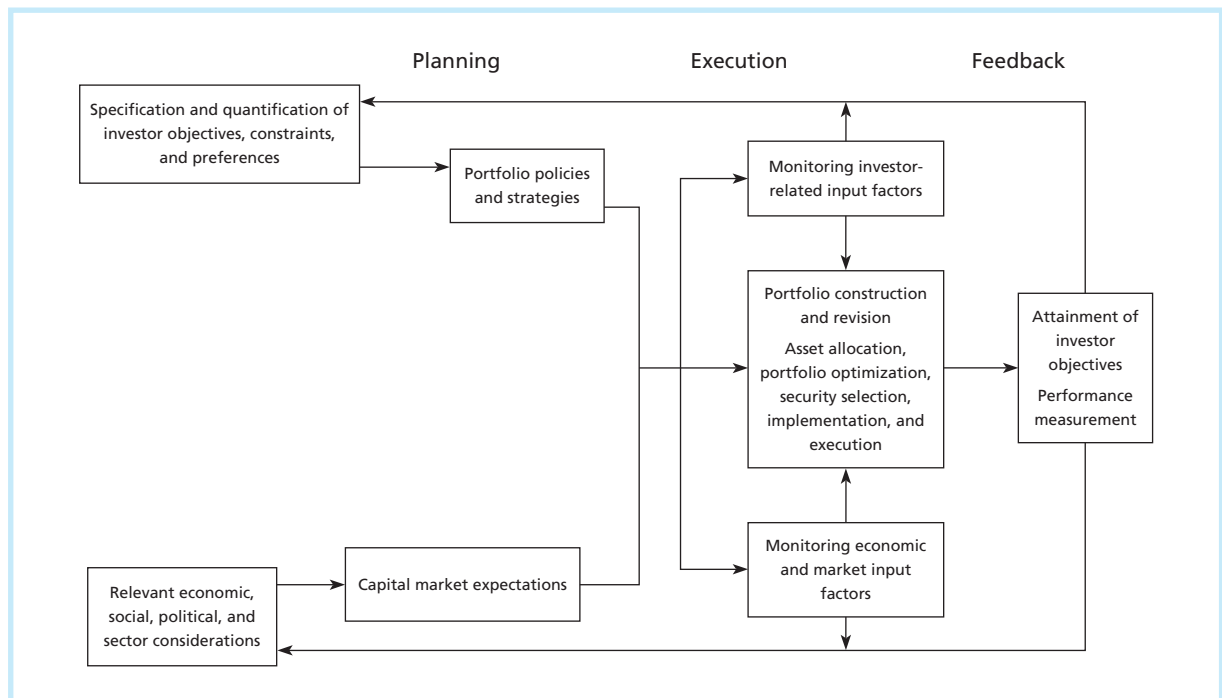 Planning
Execution
Feedback
Specification and quantification of
investor objectives, constraints,
and preferences
Portfolio policies
and strategies
Monitoring investor-
related input factors
Portfolio construction
and revision
Asset allocation,
portfolio optimization,
security selection,
implementation, and
execution
Attainment of
investor
objectives
Performance
measurement
Relevant economic,
social, political, and
sector considerations
Capital market expectations
Monitoring economic
and market input
factors